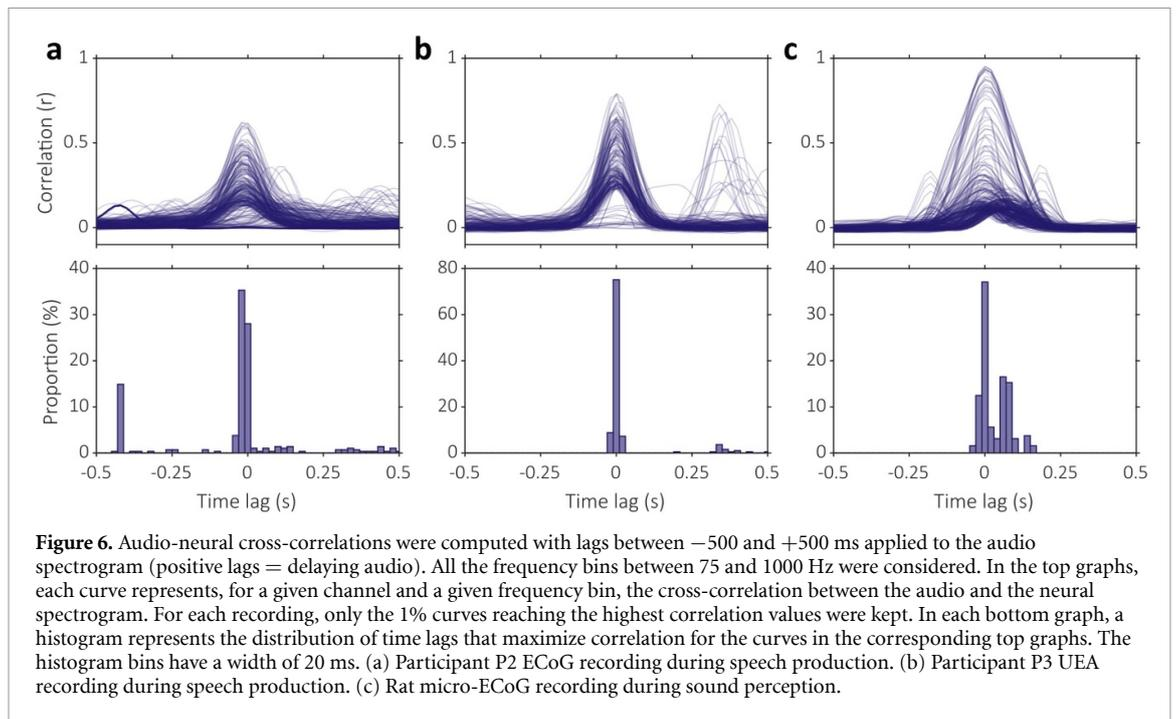 a
b
c
1
0.5
0
Correlation (r)
1
0.5
0
1
0.5
0
40
30
20
10
0
Proportion (%)
-0.5
-0.25
0
0.25
0.5
Time lag (s)
80
60
40
20
0
-0.5
-0.25
0
0.25
0.5
Time lag (s)
40
30
20
10
0
-0.5
-0.25
0
0.25
0.5
Time lag (s)
Figure 6. Audio-neural cross-correlations were computed with lags between −500 and +500 ms applied to the audio
spectrogram (positive lags = delaying audio). All the frequency bins between 75 and 1000 Hz were considered. In the top graphs,
each curve represents, for a given channel and a given frequency bin, the cross-correlation between the audio and the neural
spectrogram. For each recording, only the 1% curves reaching the highest correlation values were kept. In each bottom graph, a
histogram represents the distribution of time lags that maximize correlation for the curves in the corresponding top graphs. The
histogram bins have a width of 20 ms. (a) Participant P2 ECoG recording during speech production. (b) Participant P3 UEA
recording during speech production. (c) Rat micro-ECoG recording during sound perception.